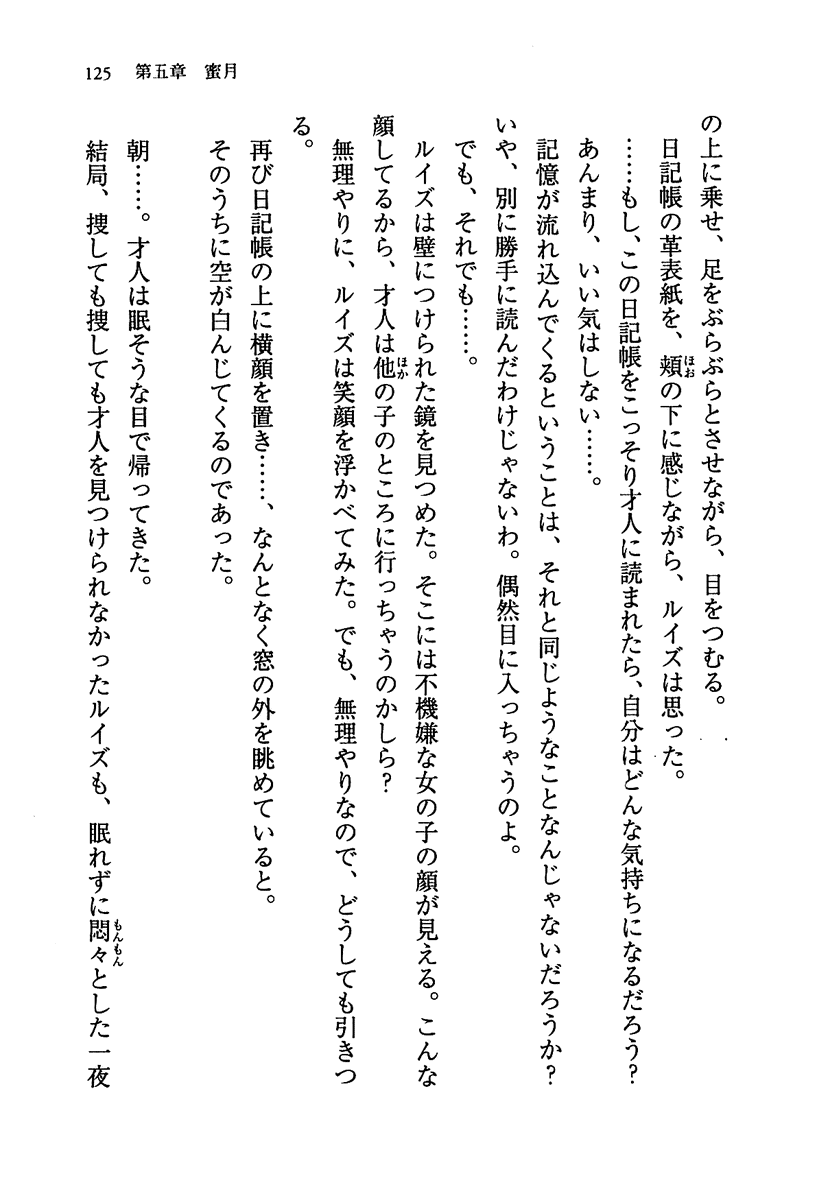 125 第五章 蜜月
の上に乗せ、足をぶらぶらとさせながら、目をつむる。
日記帳の革表紙を、頬の下に感じながら、ルイズは思った。
……もし、この日記帳をこっそり才人に読まれたら、自分はどんな気持ちになるだろう？
あんまり、いい気はしない……。
記憶が流れ込んでくるということは、それと同じようなことなんじゃないだろうか？
いや、別に勝手に読んだわけじゃないわ。偶然目に入っちゃうのよ。
でも、それでも……。
ルイズは壁につけられた鏡を見つめた。そこには不機嫌な女の子の顔が見える。こんな
顔してるから、才人は他の子のところに行っちゃうのかしら？
無理やりに、ルイズは笑顔を浮かべてみた。でも、無理やりなので、どうしても引きつ
る。
再び日記帳の上に横顔を置き……、なんとなく窓の外を眺めていると。
そのうちに空が白んじてくるのであった。
朝……。才人は眠そうな目で帰ってきた。
結局、捜しても捜しても才人を見つけられなかったルイズも、眠れずに悶々とした一夜
ほお
ほか
もんもん